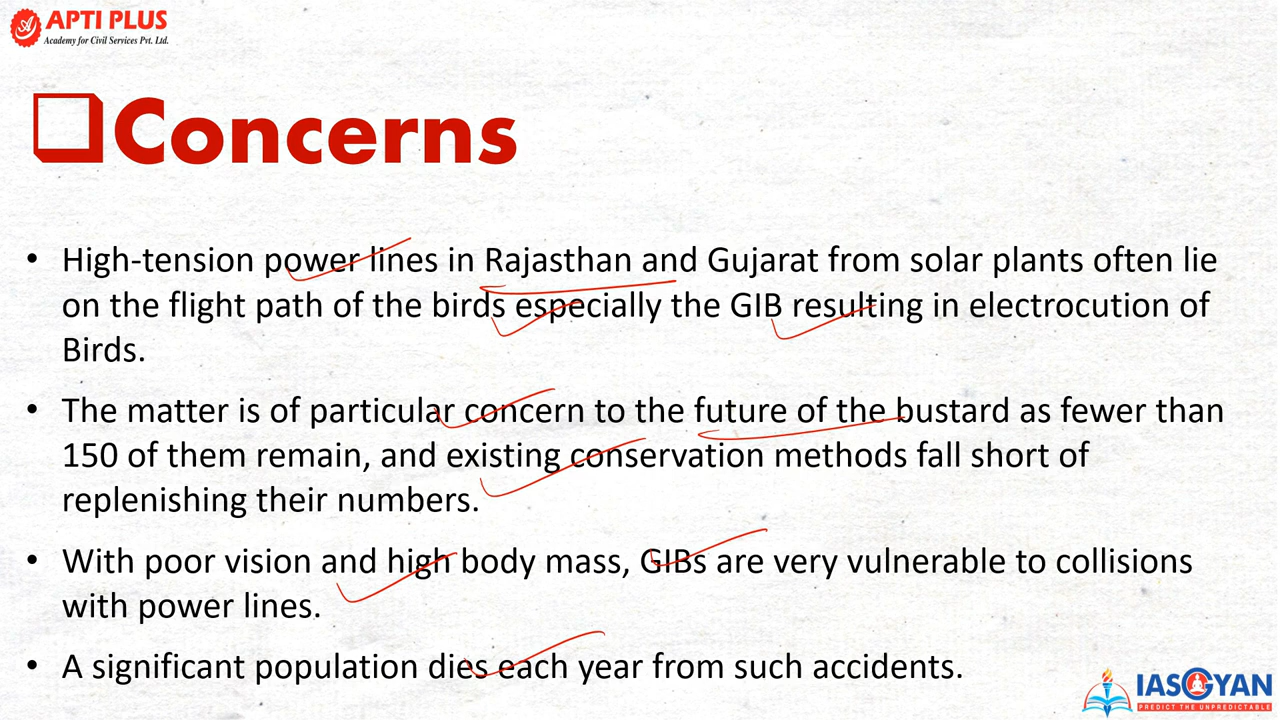 APTI PLUS
Academy for Civil Services Pvt. Ltd.
❑Concerns
• High-tension power lines in Rajasthan and Gujarat from solar plants often lie
on the flight path of the birds especially the GIB resulting in electrocution of
Birds.
• The matter is of particular concern to the future of the bustard as fewer than
150 of them remain, and existing conservation methods fall short of
replenishing their numbers.
• With poor vision and high body mass, GIBs are very vulnerable to collisions
with power lines.
• A significant population dies each year from such accidents.
IASGYAN
PREDICT THE UNPREDICTABLE